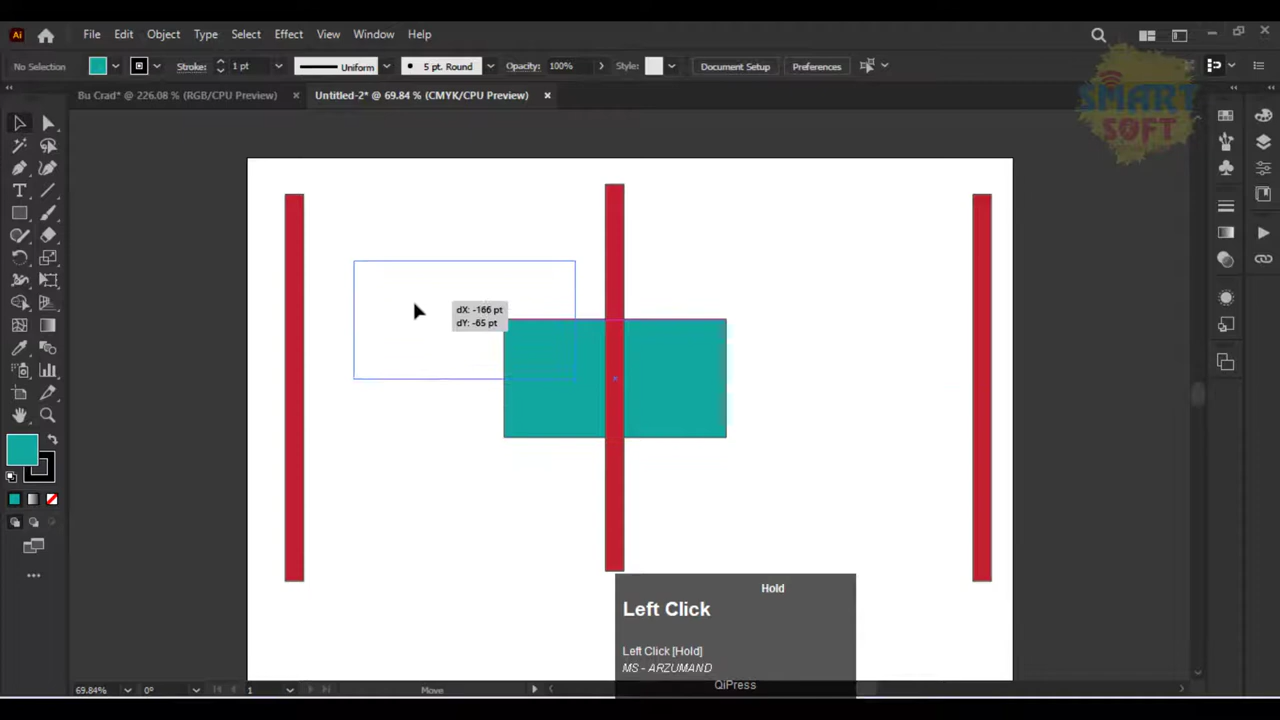 Ai File Edit Object Type Select Effect View Window Help
No Selection Stroke: 1 pt Uniform 5 pt. Round Opacity: 100% Style: Document Setup Preferences
Bu Crad* @ 226.08 % (RGB/CPU Preview) × Untitled-2* @ 69.84 % (CMYK/CPU Preview) ×
SMART
SOFT
dX: -166 pt
dY: -65 pt
Hold
Left Click
Left Click [Hold]
MS - ARZUMAND
QiPress
69.84% 0° 1 Move